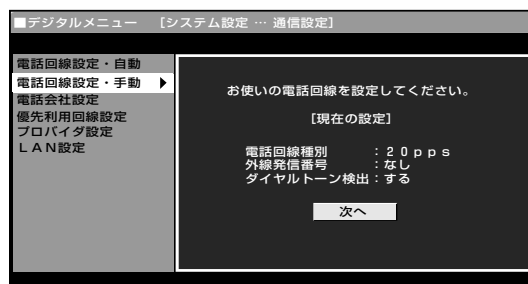 ■デジタルメニュー [システム設定 … 通信設定]
電話回線設定・自動
電話回線設定・手動 ▶
電話会社設定
優先利用回線設定
プロバイダ設定
LAN設定
お使いの電話回線を設定してください。
[現在の設定]
電話回線種別 :20pps
外線発信番号 :なし
ダイヤルトーン検出:する
次へ